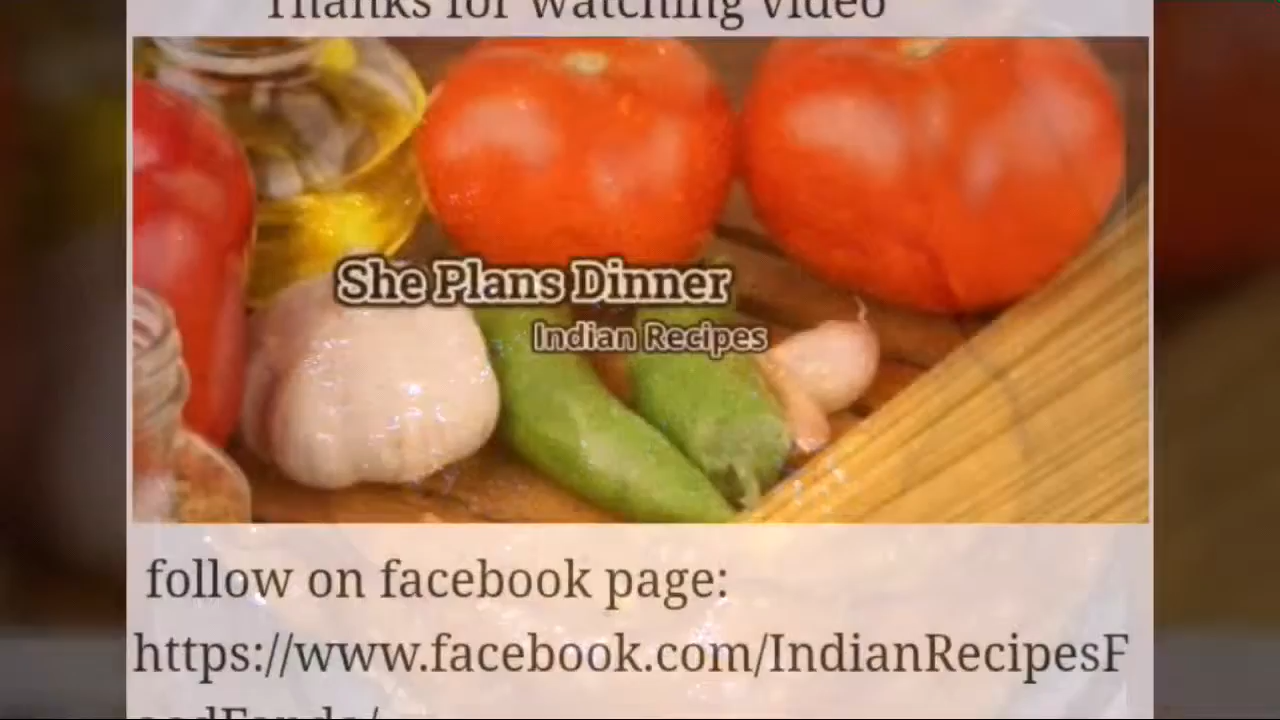 Thanks for watching video
She Plans Dinner
Indian Recipes
follow on facebook page:
https://www.facebook.com/IndianRecipesF